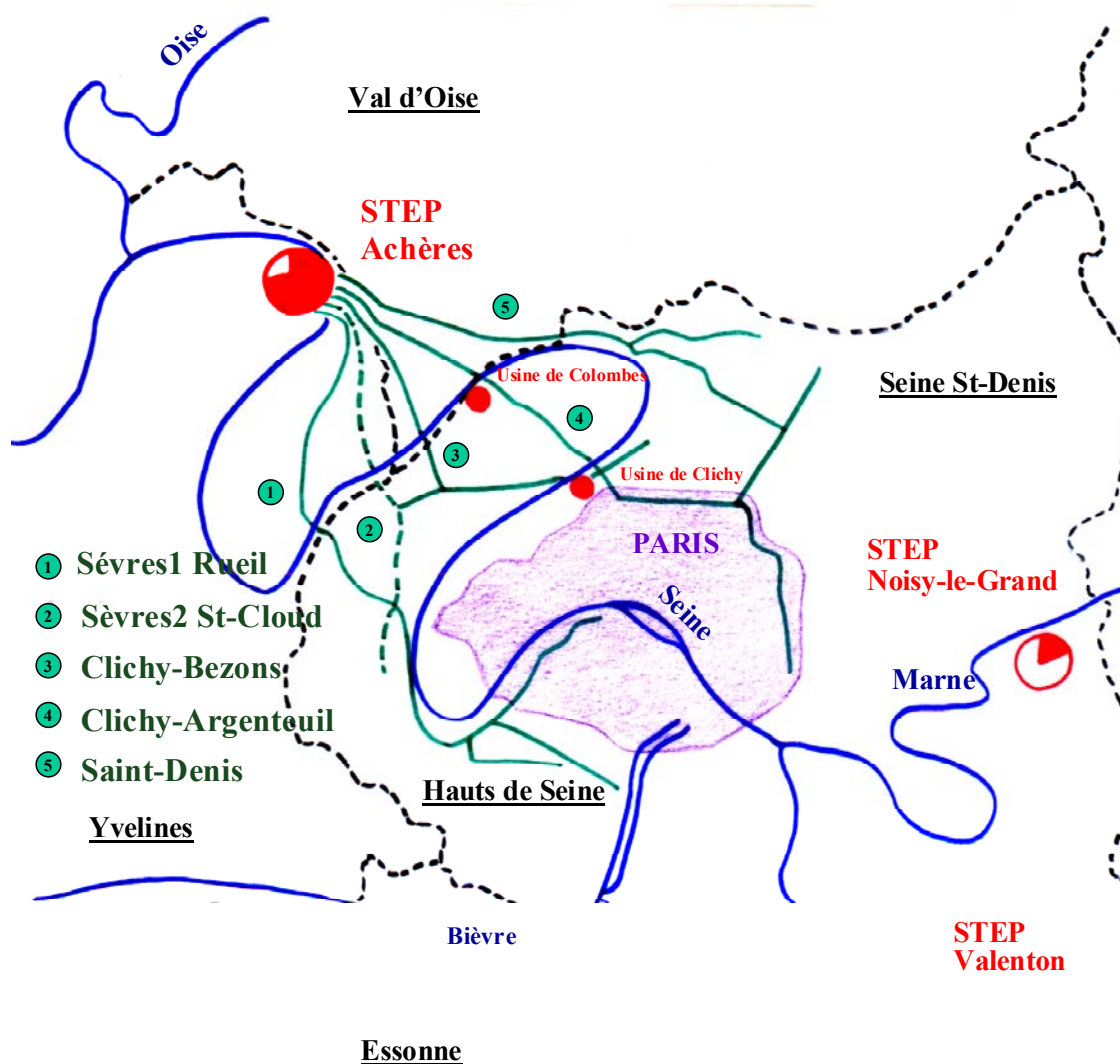 Oise
Val d'Oise
STEP
Achères
5
Usine de Colombes
Seine St-Denis
4
3
Usine de Clichy
1
2
PARIS
STEP
Noisy-le-Grand
1 Sévres1 Rueil
Seine
2 Sèvres2 St-Cloud
3 Clichy-Bezons
Marne
4 Clichy-Argenteuil
5 Saint-Denis
Hauts de Seine
Yvelines
Bièvre
STEP
Valenton
Essonne